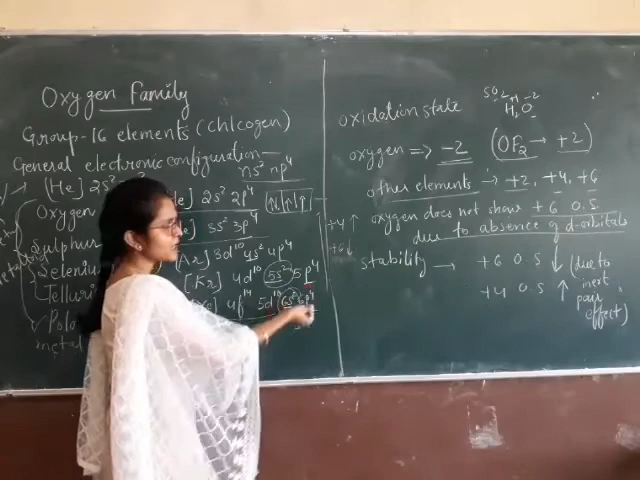 Oxygen Family
Group-16 elements (Chlcogen)
General electronic configuration—
ns² np⁴
[He] 2s²
Oxygen
e] 2s² 2p⁴
e] 3s² 3p⁴
Sulphur
[Ar] 3d¹⁰ 4s² 4p⁴
Selenium
[Kr] 4d¹⁰ 5s² 5p⁴
Telluri
4f¹⁴ 5d¹⁰ 6s² 6p⁴
Polo
metal
SO₂
oxidation state H₂O
+1 -2
oxygen => -2 (OF₂ → +2)
other elements → +2, +4, +6
oxygen does not show +6 O.S
due to absence of d-orbitals
+4 ↑
+6 ↓
stability → +6 O.S ↓ (due to
inert
+4 O.S ↑ pair
effect)